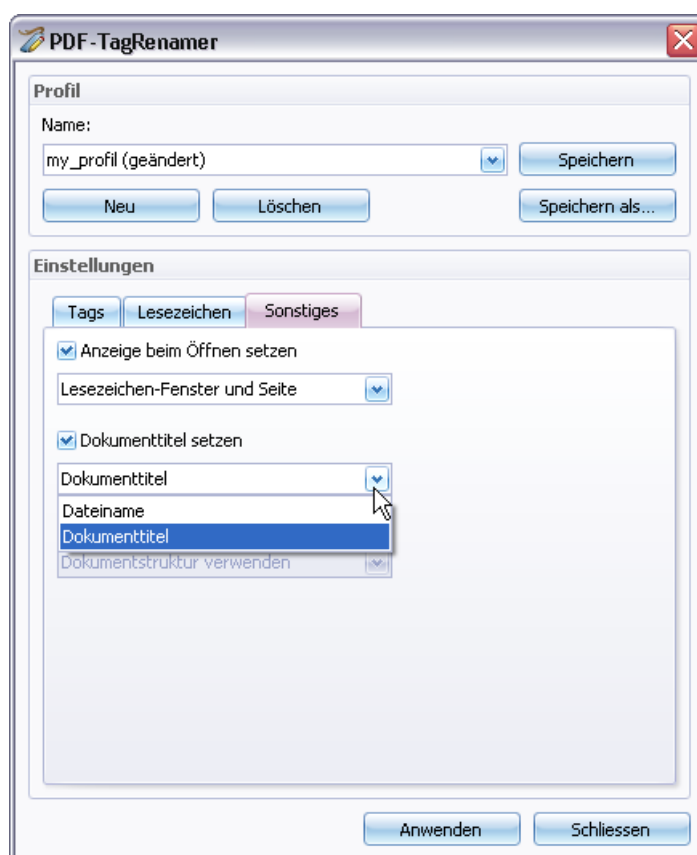 PDF-TagRenamer
Profil
Name:
my_profil (geändert)
Speichern
Neu
Löschen
Speichern als...
Einstellungen
Tags
Lesezeichen
Sonstiges
Anzeige beim Öffnen setzen
Lesezeichen-Fenster und Seite
Dokumenttitel setzen
Dokumenttitel
Dateiname
Dokumenttitel
Dokumentstruktur verwenden
Anwenden
Schliessen